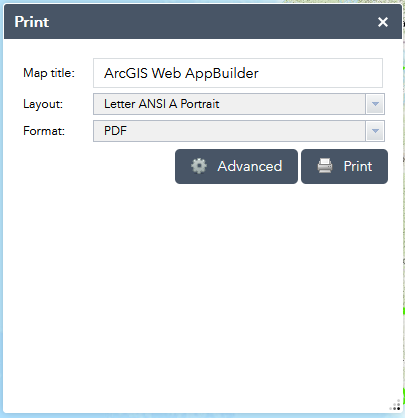 Print
Map title: ArcGIS Web AppBuilder
Layout: Letter ANSI A Portrait
Format: PDF
Advanced Print